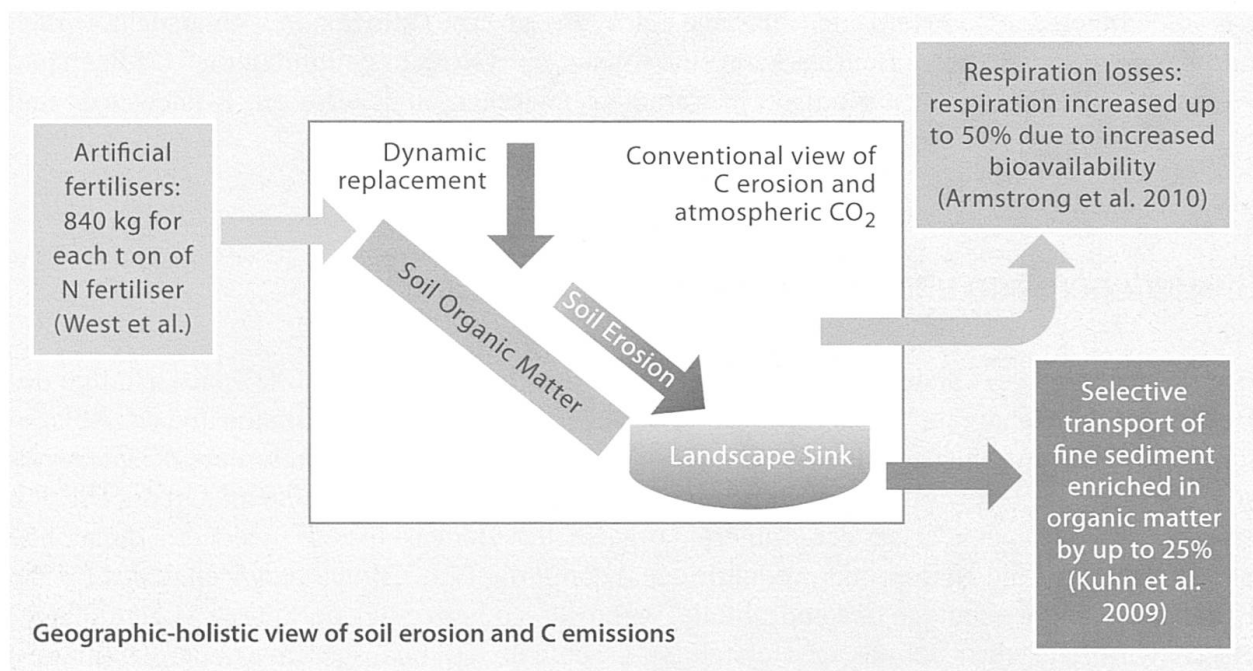 Artificial
fertilisers:
840 kg for
each t on of
N fertiliser
(West et al.)
Dynamic
replacement
Conventional view of
C erosion and
atmospheric CO₂
Soil Organic Matter
Soil Erosion
Landscape Sink
Respiration losses:
respiration increased up
to 50% due to increased
bioavailability
(Armstrong et al. 2010)
Selective
transport of
fine sediment
enriched in
organic matter
by up to 25%
(Kuhn et al.
2009)
Geographic-holistic view of soil erosion and C emissions